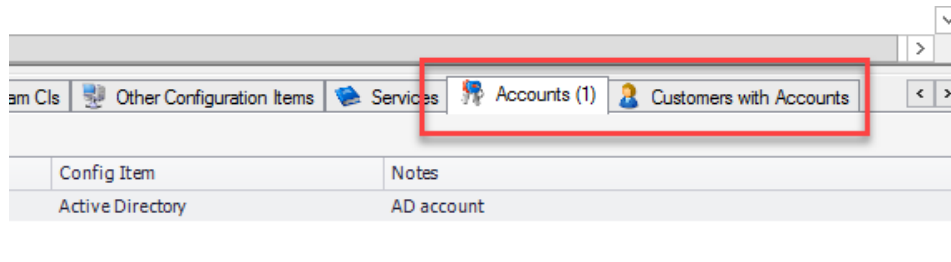 am CIs Other Configuration Items Services Accounts (1) Customers with Accounts
Config Item Notes
Active Directory AD account